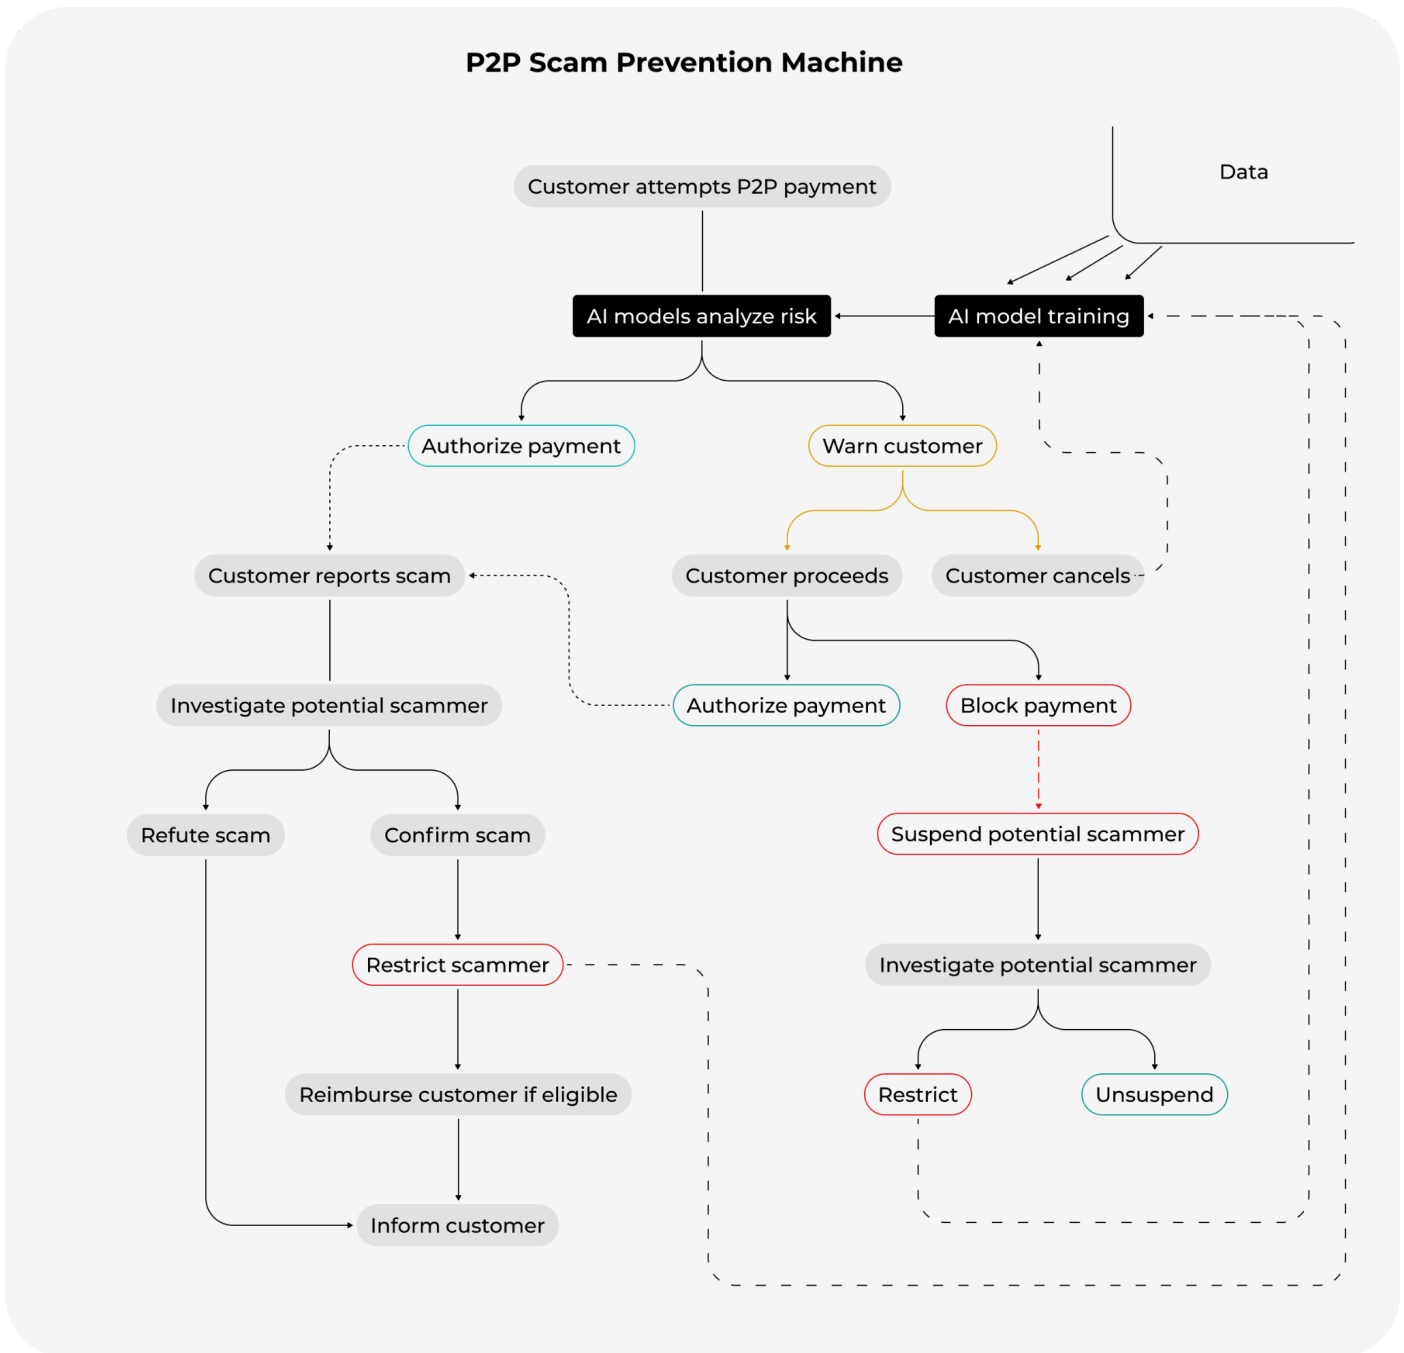 P2P Scam Prevention Machine
Data
Customer attempts P2P payment
AI models analyze risk
AI model training
Authorize payment
Warn customer
Customer reports scam
Customer proceeds
Customer cancels
Investigate potential scammer
Authorize payment
Block payment
Refute scam
Confirm scam
Suspend potential scammer
Restrict scammer
Investigate potential scammer
Reimburse customer if eligible
Restrict
Unsuspend
Inform customer